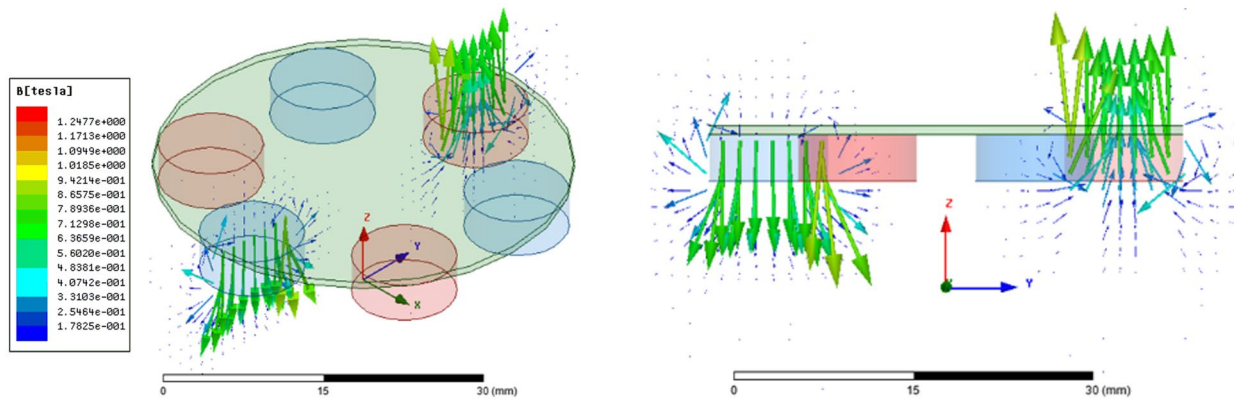 B[tesla]
1.2477e+000
1.1713e+000
1.0949e+000
1.0185e+000
9.4214e-001
8.6575e-001
7.8936e-001
7.1298e-001
6.3659e-001
5.6020e-001
4.8381e-001
4.0742e-001
3.3103e-001
2.5464e-001
1.7825e-001
Z
Y
X
0 15 30 (mm)
Z
Y
0 15 30 (mm)